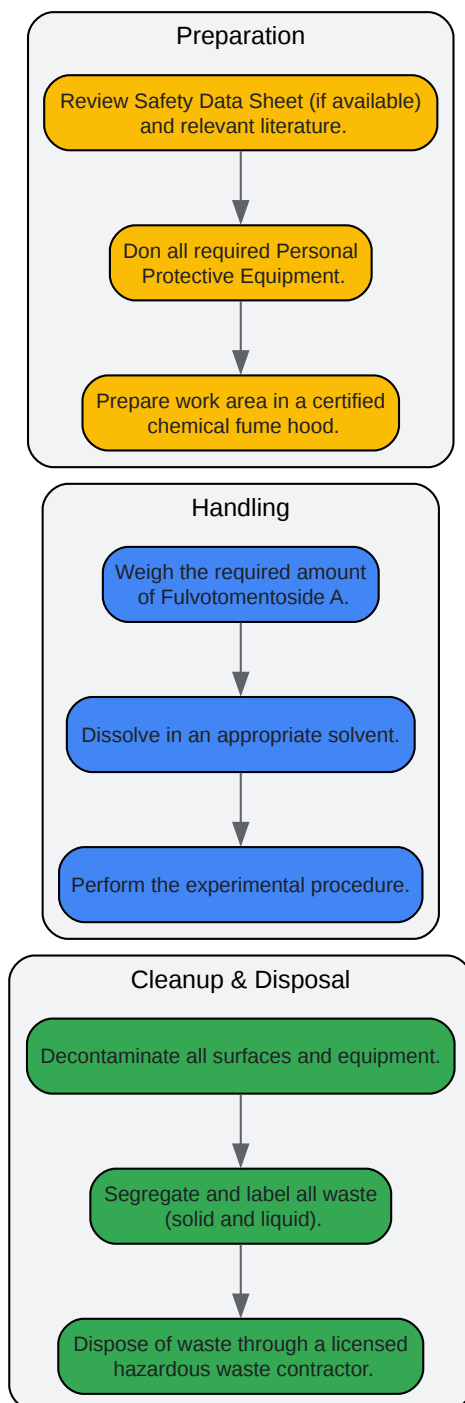 Preparation
Review Safety Data Sheet (if available)
and relevant literature.
Don all required Personal
Protective Equipment.
Prepare work area in a certified
chemical fume hood.
Handling
Weigh the required amount
of Fulvotomentoside A.
Dissolve in an appropriate solvent.
Perform the experimental procedure.
Cleanup & Disposal
Decontaminate all surfaces and equipment.
Segregate and label all waste
(solid and liquid).
Dispose of waste through a licensed
hazardous waste contractor.